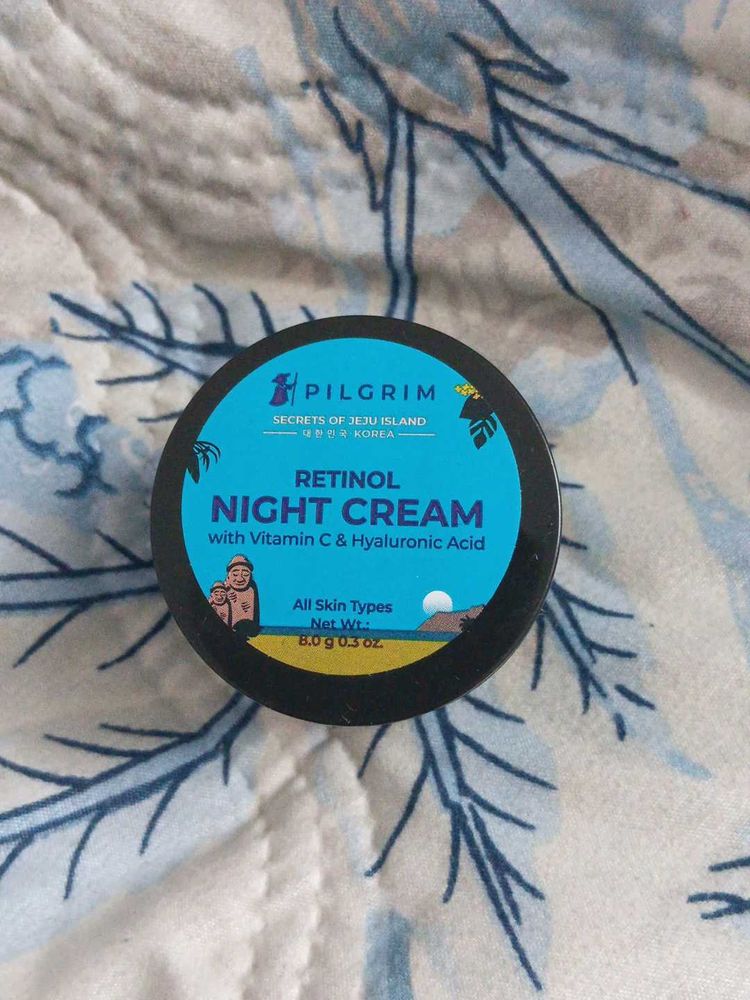 PILGRIM
SECRETS OF JEJU ISLAND
대한민국 KOREA
RETINOL
NIGHT CREAM
with Vitamin C & Hyaluronic Acid
All Skin Types
Net Wt.:
8.0 g 0.3 oz.